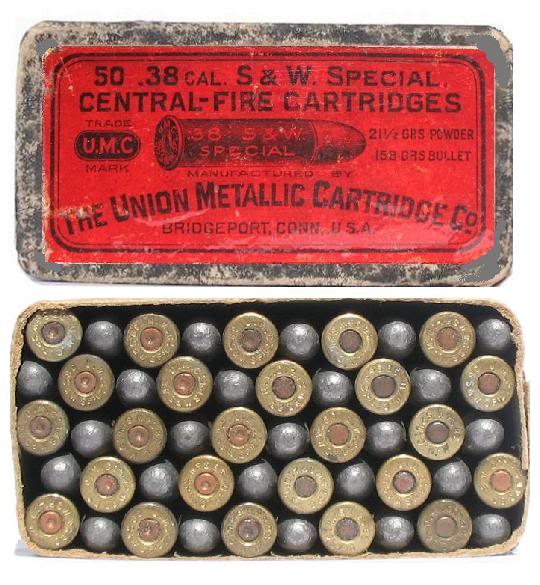 50 .38 CAL. S & W. SPECIAL.
CENTRAL-FIRE CARTRIDGES
TRADE
U.M.C
MARK
38 S & W
SPECIAL
21½ GRS POWDER
158 GRS BULLET
MANUFACTURED BY
THE UNION METALLIC CARTRIDGE CO
BRIDGEPORT, CONN. U.S.A.